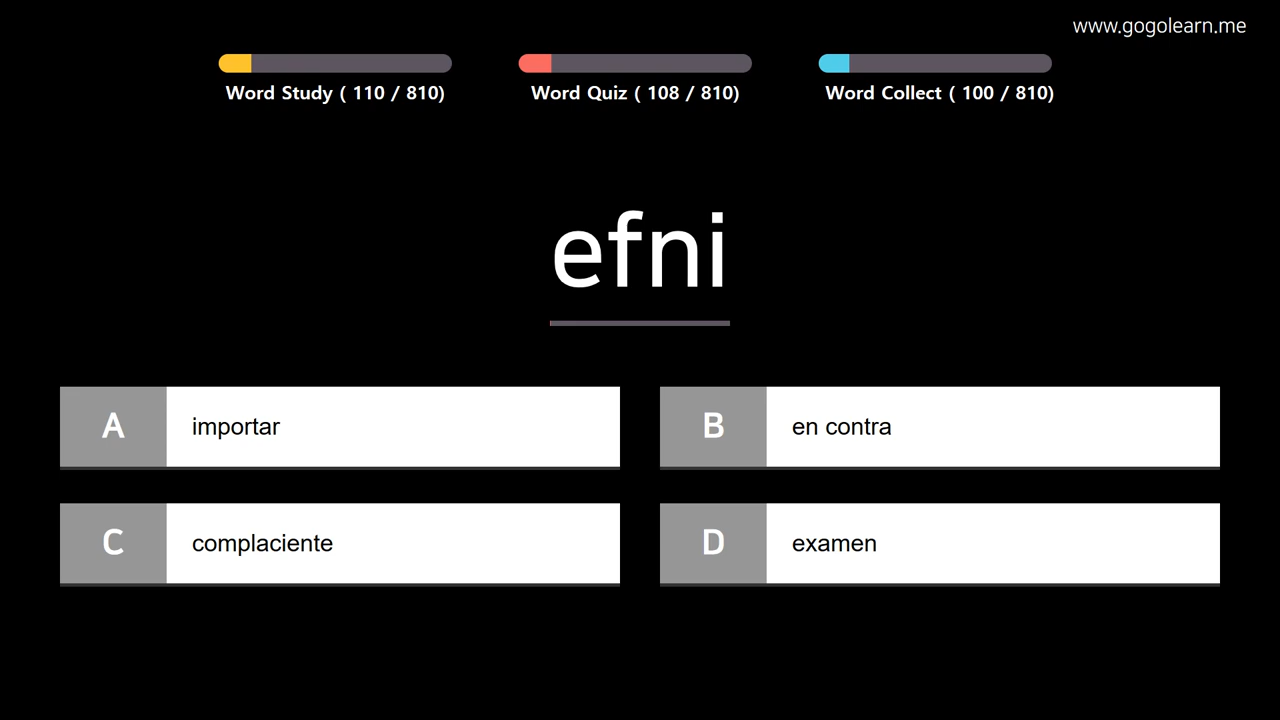 www.gogolearn.me
Word Study ( 110 / 810)
Word Quiz ( 108 / 810)
Word Collect ( 100 / 810)
efni
A importar
B en contra
C complaciente
D examen